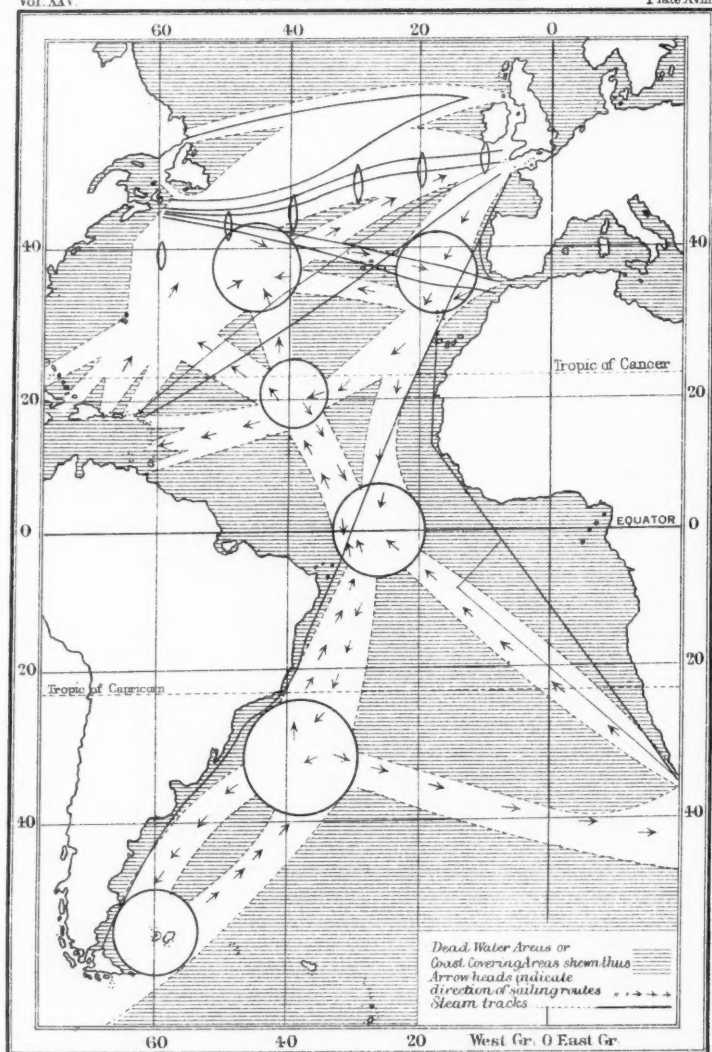 Vol. XXV.
Plate XVIII
60 40 20 0
40 40
Tropic of Cancer
20 20
0 EQUATOR 0
20 20
Tropic of Capricorn
40 40
Dead Water Areas or
Coast Covering Areas shewn thus
Arrow heads indicate
direction of sailing routes
Steam tracks
60 40 20 West Gr. 0 East Gr.